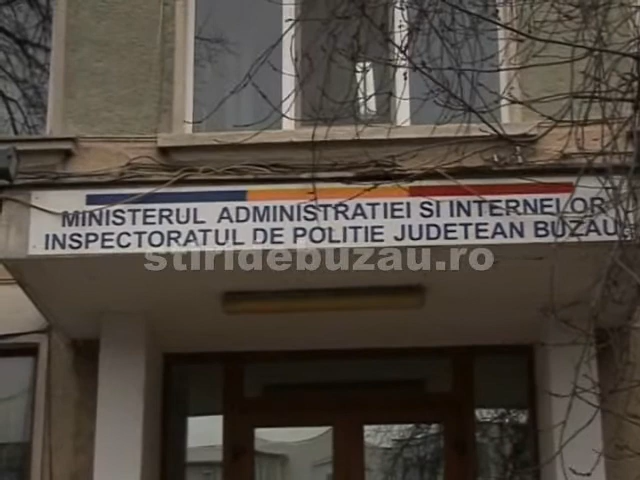 MINISTERUL ADMINISTRATIEI SI INTERNELOR
INSPECTORATUL DE POLITIE JUDETEAN BUZAU
stiridebuzau.ro